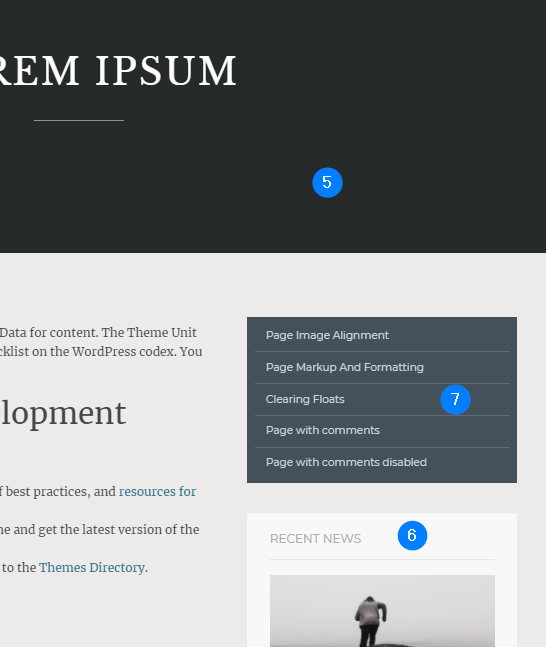 REM IPSUM
5
Data for content. The Theme Unit
cklist on the WordPress codex. You
lopment
f best practices, and resources for
ne and get the latest version of the
to the Themes Directory.
Page Image Alignment
Page Markup And Formatting
Clearing Floats
7
Page with comments
Page with comments disabled
RECENT NEWS
6